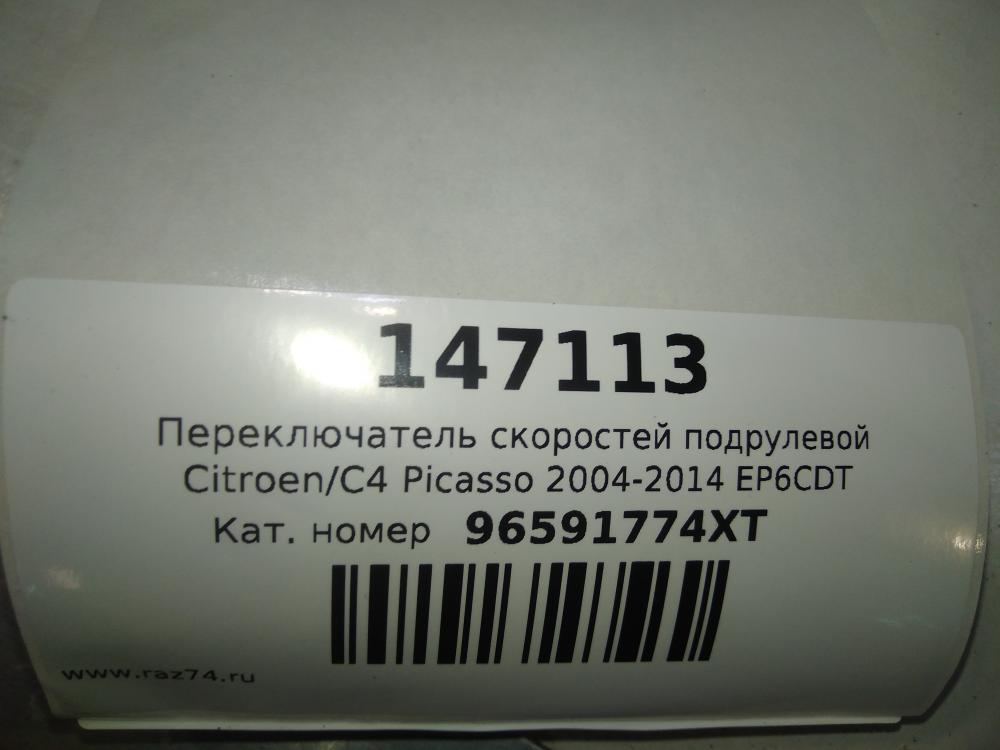 147113
Переключатель скоростей подрулевой
Citroen/C4 Picasso 2004-2014 EP6CDT
Кат. номер 96591774XT
www.raz74.ru